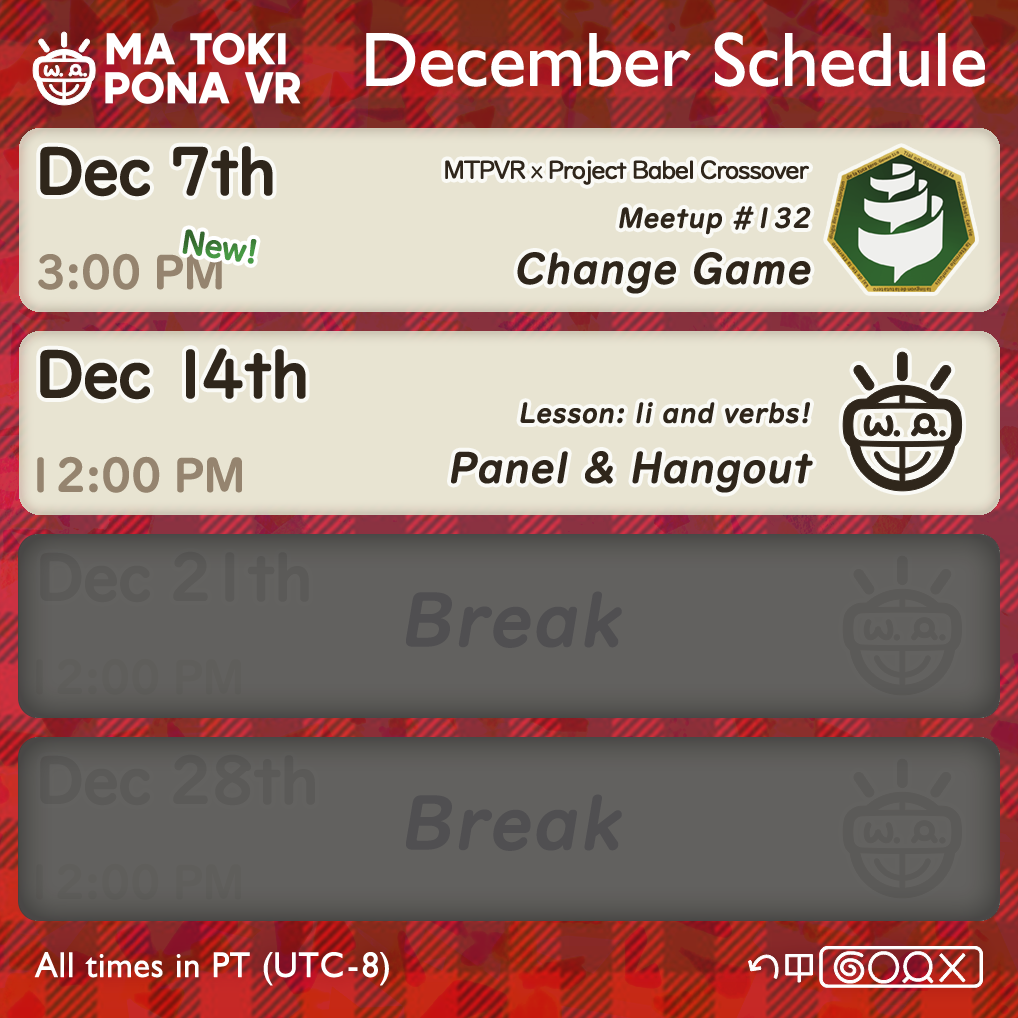 MA TOKI
PONA VR
December Schedule
Dec 7th
New!
3:00 PM
MTPVR x Project Babel Crossover
Meetup #132
Change Game
Dec 14th
12:00 PM
Lesson: li and verbs!
Panel & Hangout
w. a.
Dec 21th
12:00 PM
Break
w. a.
Dec 28th
12:00 PM
Break
w. a.
All times in PT (UTC-8)